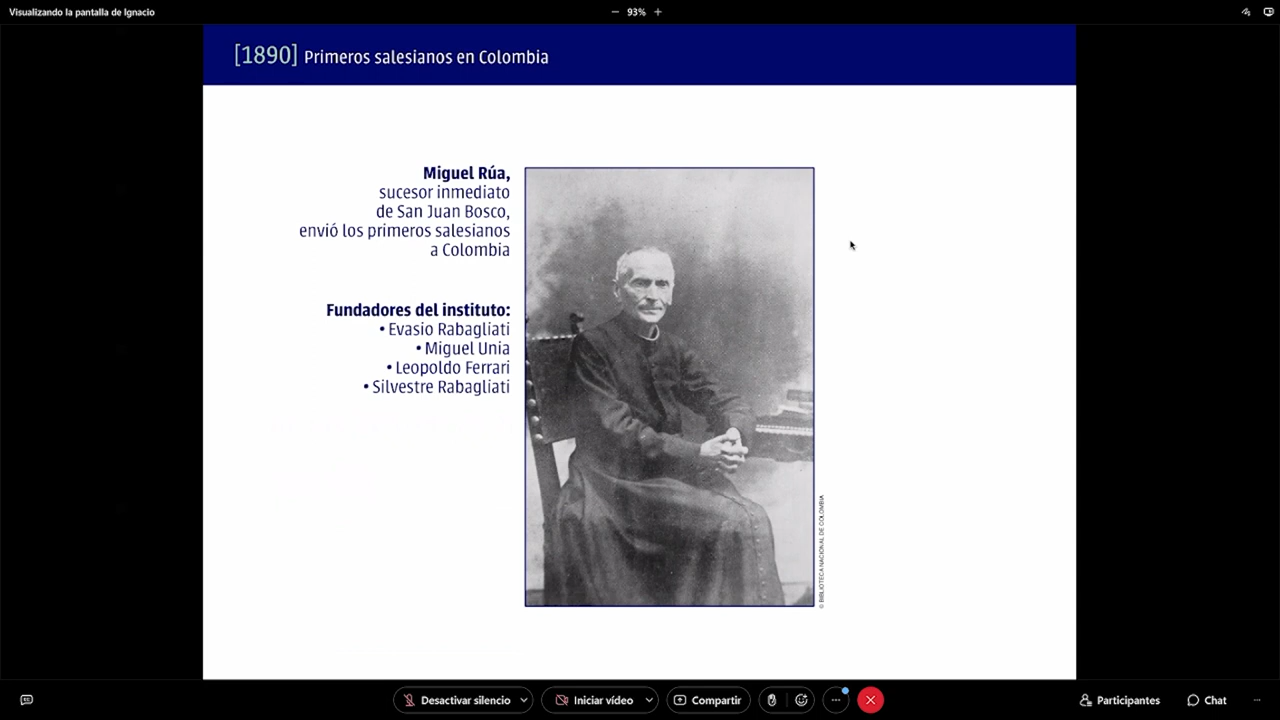 Visualizando la pantalla de Ignacio
− 93% +
[1890] Primeros salesianos en Colombia
Miguel Rúa,
sucesor inmediato
de San Juan Bosco,
envió los primeros salesianos
a Colombia
Fundadores del instituto:
• Evasio Rabagliati
• Miguel Unia
• Leopoldo Ferrari
• Silvestre Rabagliati
© BIBLIOTECA NACIONAL DE COLOMBIA
Desactivar silencio
Iniciar vídeo
Compartir
Participantes
Chat